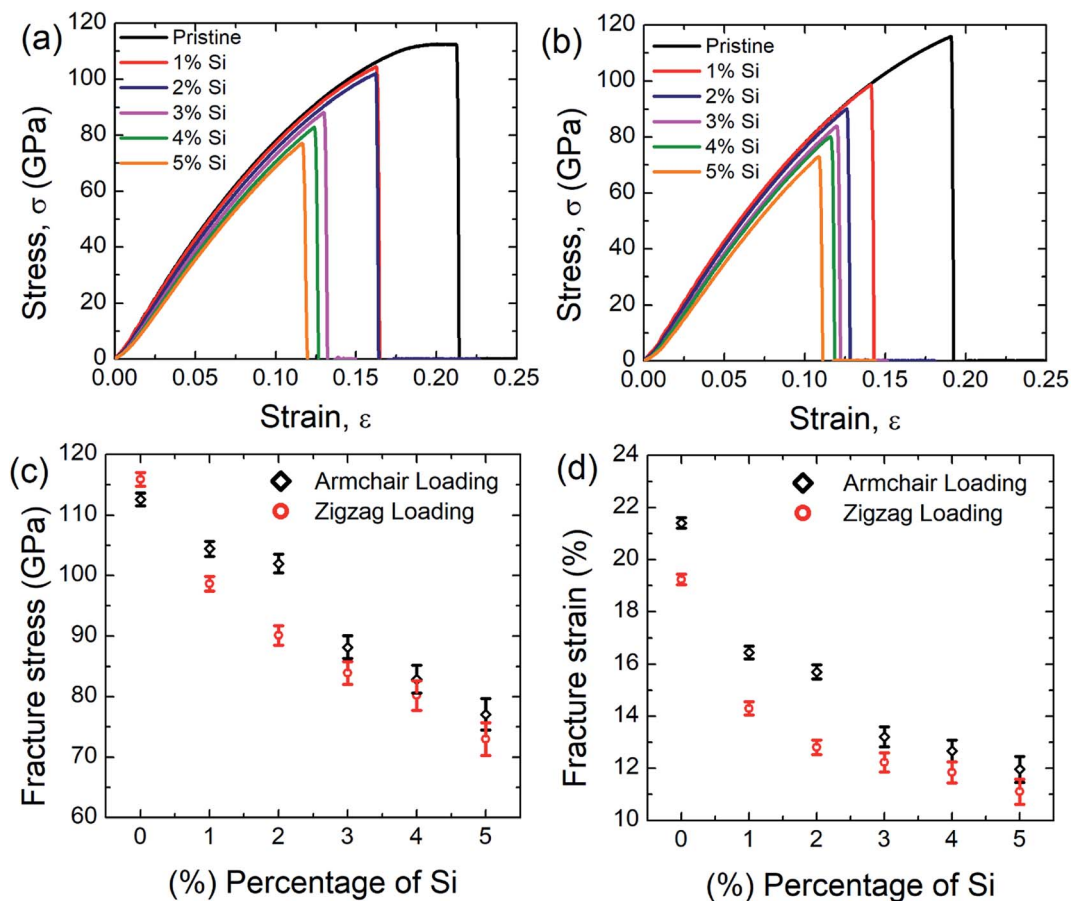 (a)
120
100
80
60
40
20
0
Stress, σ (GPa)
Pristine
1% Si
2% Si
3% Si
4% Si
5% Si
0.00 0.05 0.10 0.15 0.20 0.25
Strain, ε
(b)
120
100
80
60
40
20
0
Stress, σ (GPa)
Pristine
1% Si
2% Si
3% Si
4% Si
5% Si
0.00 0.05 0.10 0.15 0.20 0.25
Strain, ε
(c)
120
110
100
90
80
70
60
Fracture stress (GPa)
Armchair Loading
Zigzag Loading
0 1 2 3 4 5
(%) Percentage of Si
(d)
24
22
20
18
16
14
12
10
Fracture strain (%)
Armchair Loading
Zigzag Loading
0 1 2 3 4 5
(%) Percentage of Si